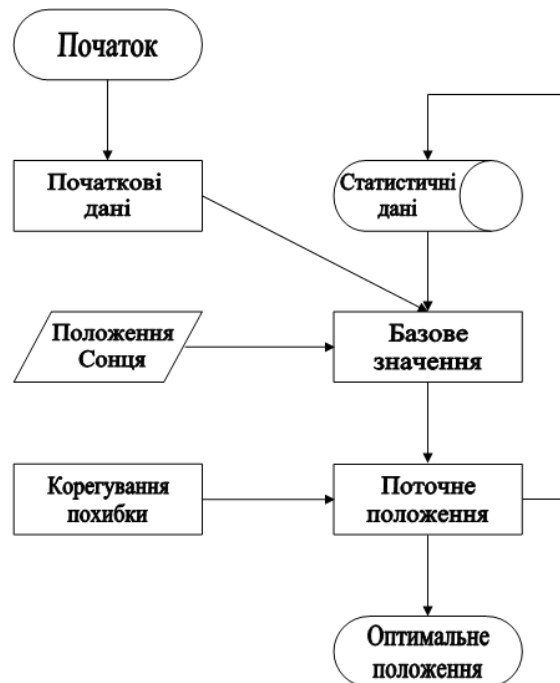 Початок
Початкові
дані
Статистичні
дані
Положення
Сонця
Базове
значення
Корегування
похибки
Поточне
положення
Оптимальне
положення